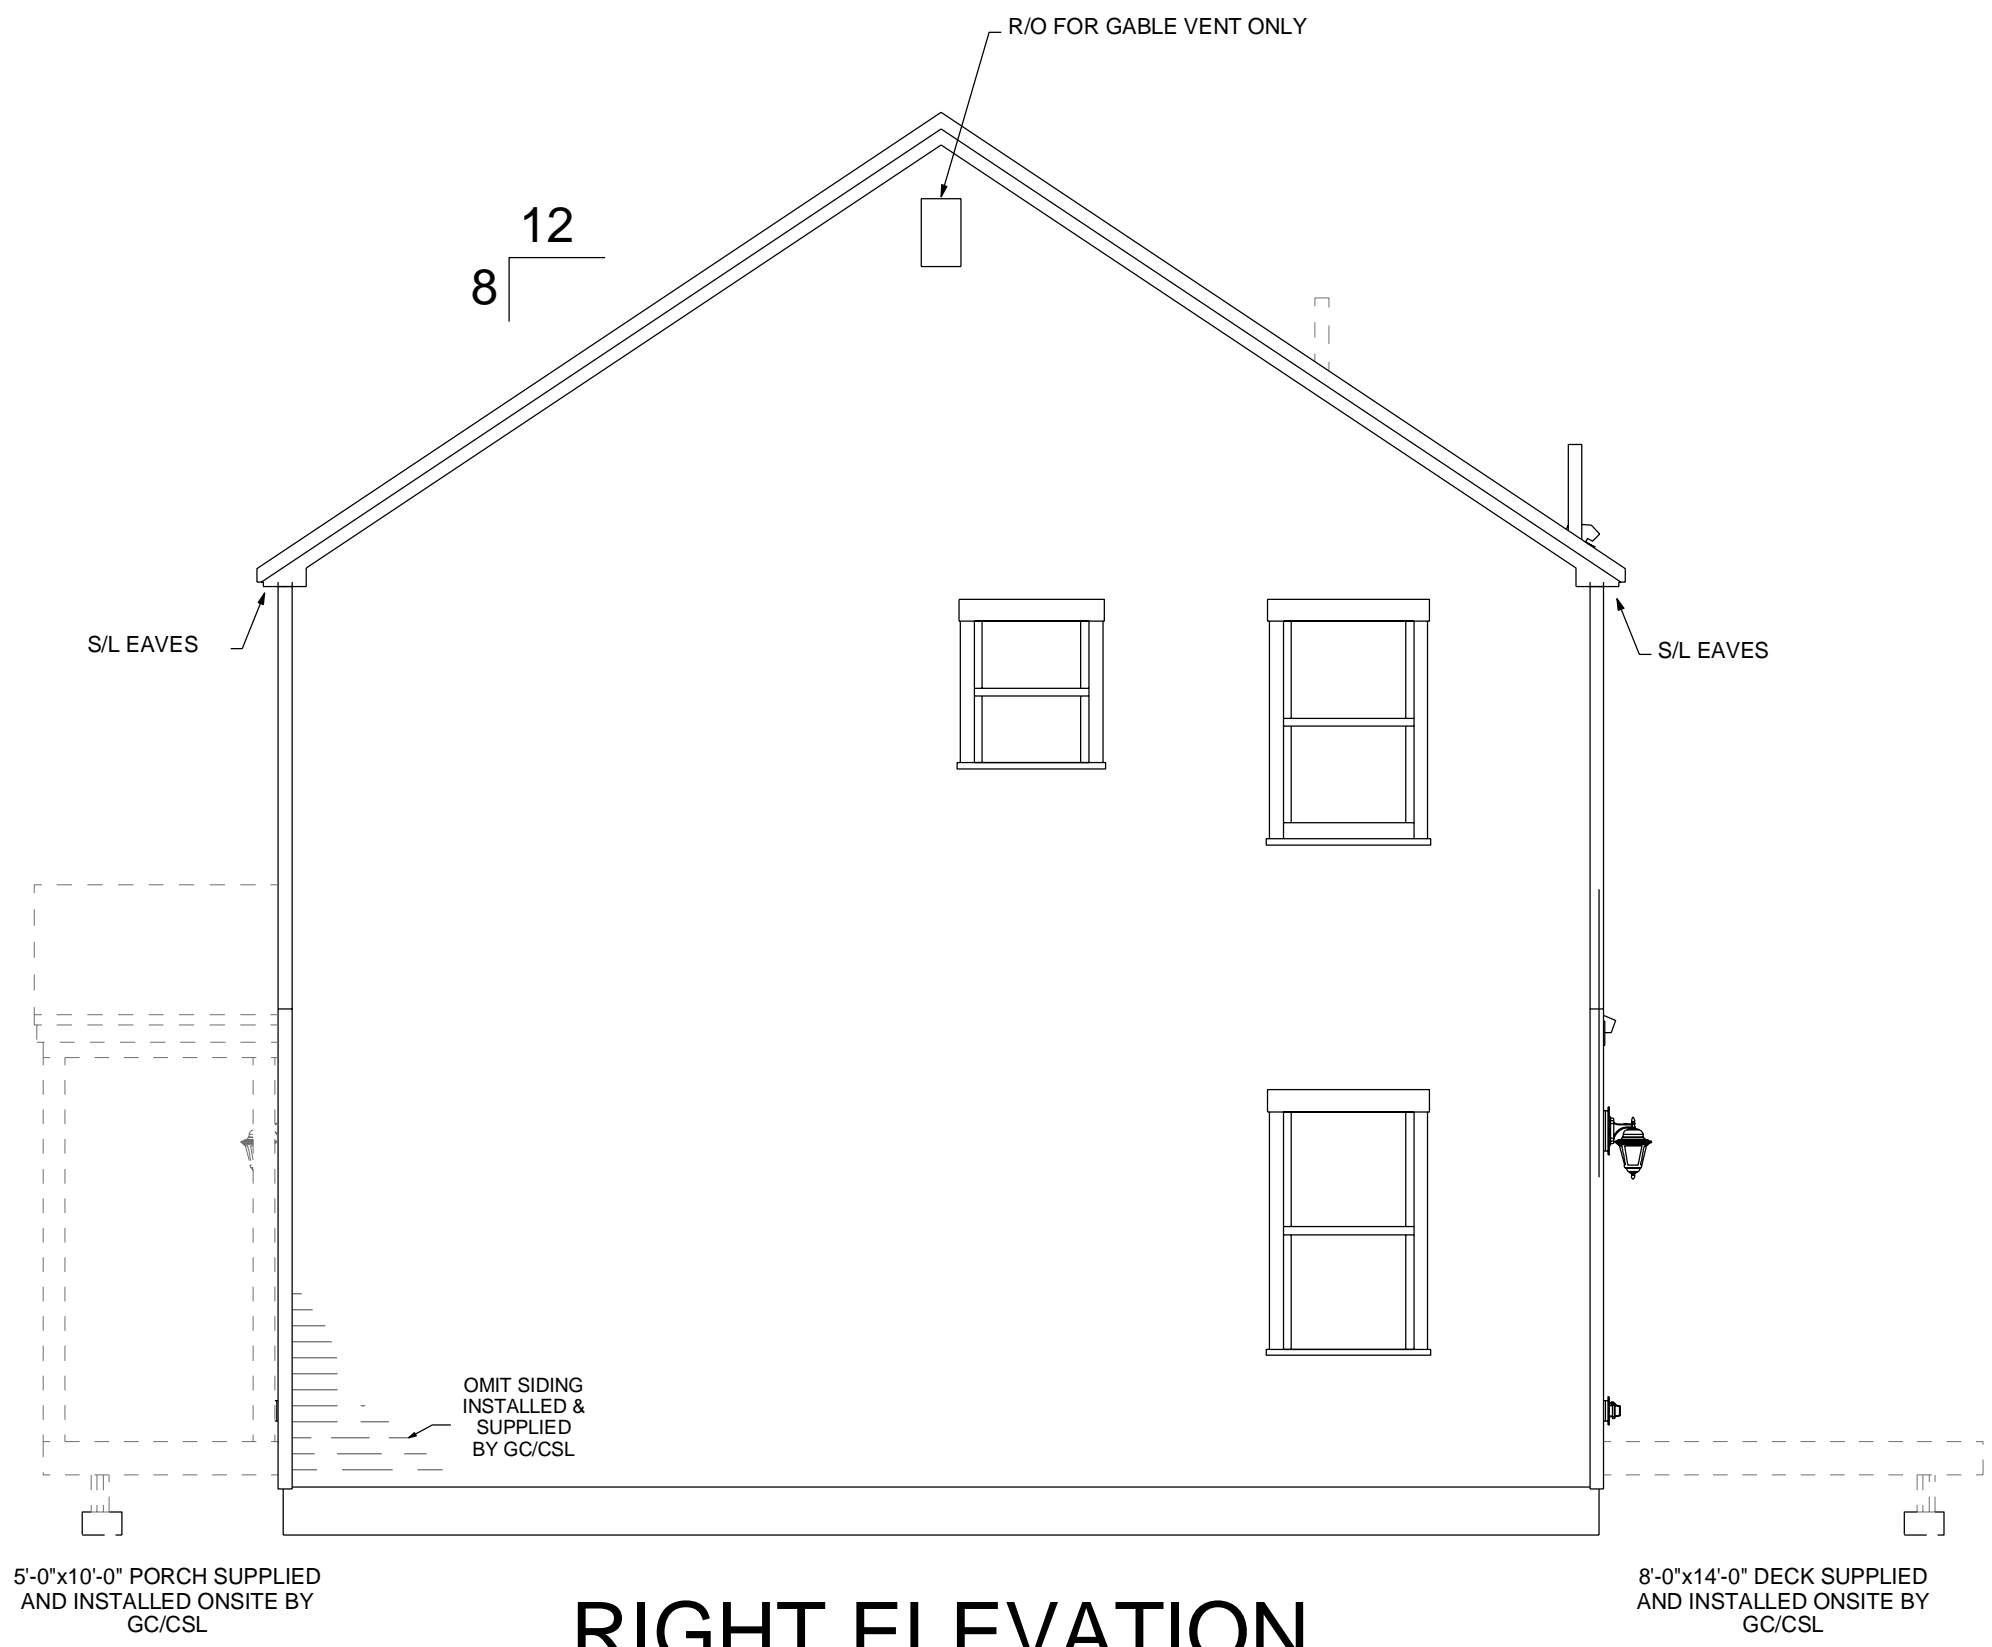 R/O FOR GABLE VENT ONLY
12
8
S/L EAVES
S/L EAVES
OMIT SIDING
INSTALLED &
SUPPLIED
BY GC/CSL
5'-0"x10'-0" PORCH SUPPLIED
AND INSTALLED ONSITE BY
GC/CSL
8'-0"x14'-0" DECK SUPPLIED
AND INSTALLED ONSITE BY
GC/CSL
RIGHT ELEVATION